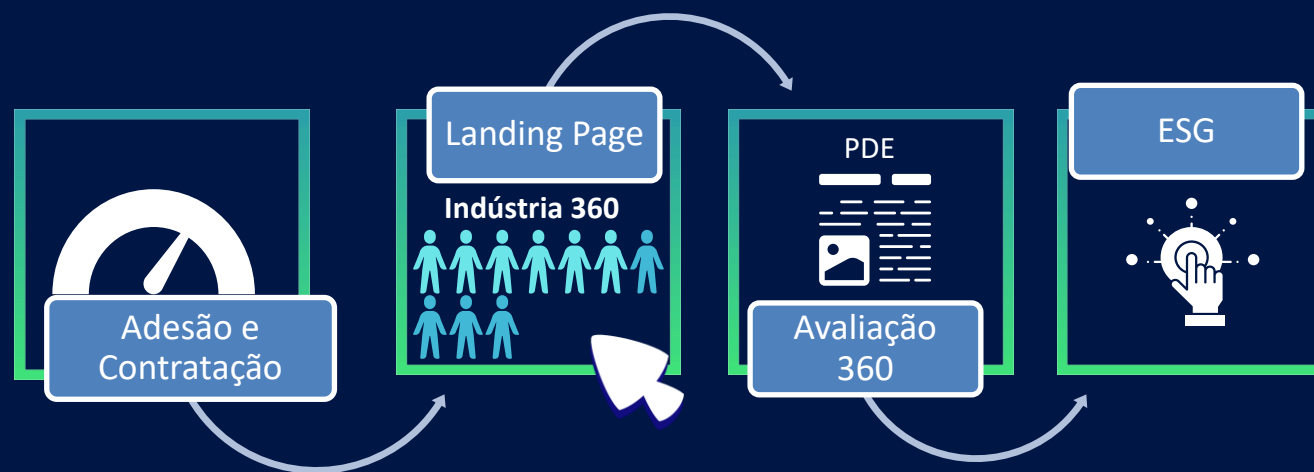 Adesão e
Contratação
Landing Page
Indústria 360
PDE
Avaliação
360
ESG